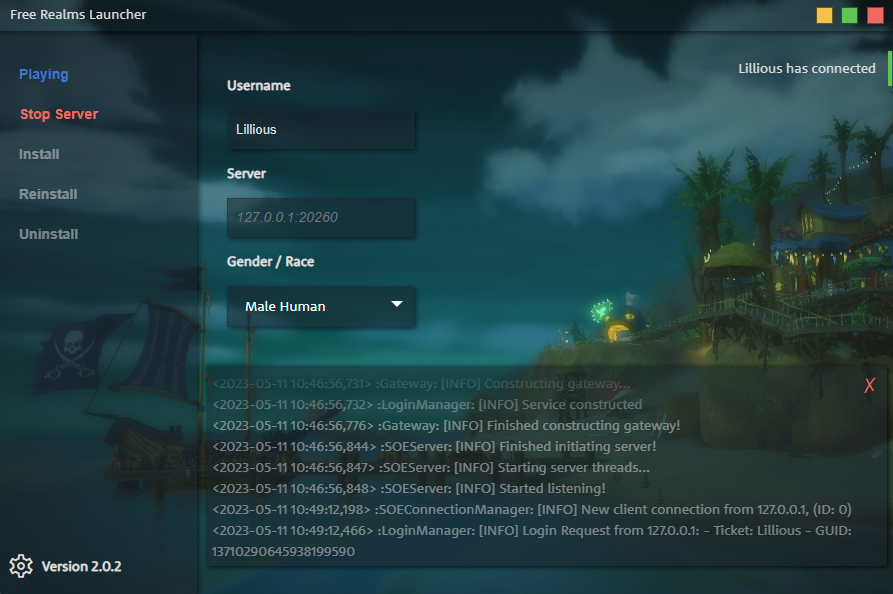 Free Realms Launcher
Playing
Stop Server
Install
Reinstall
Uninstall
Version 2.0.2
Lillious has connected
Username
Lillious
Server
127.0.0.1:20260
Gender / Race
Male Human
X
<2023-05-11 10:46:56,731> :Gateway: [INFO] Constructing gateway...
<2023-05-11 10:46:56,732> :LoginManager: [INFO] Service constructed
<2023-05-11 10:46:56,776> :Gateway: [INFO] Finished constructing gateway!
<2023-05-11 10:46:56,844> :SOEServer: [INFO] Finished initiating server!
<2023-05-11 10:46:56,847> :SOEServer: [INFO] Starting server threads...
<2023-05-11 10:46:56,848> :SOEServer: [INFO] Started listening!
<2023-05-11 10:49:12,198> :SOEConnectionManager: [INFO] New client connection from 127.0.0.1, (ID: 0)
<2023-05-11 10:49:12,466> :LoginManager: [INFO] Login Request from 127.0.0.1: - Ticket: Lillious - GUID:
13710290645938199590